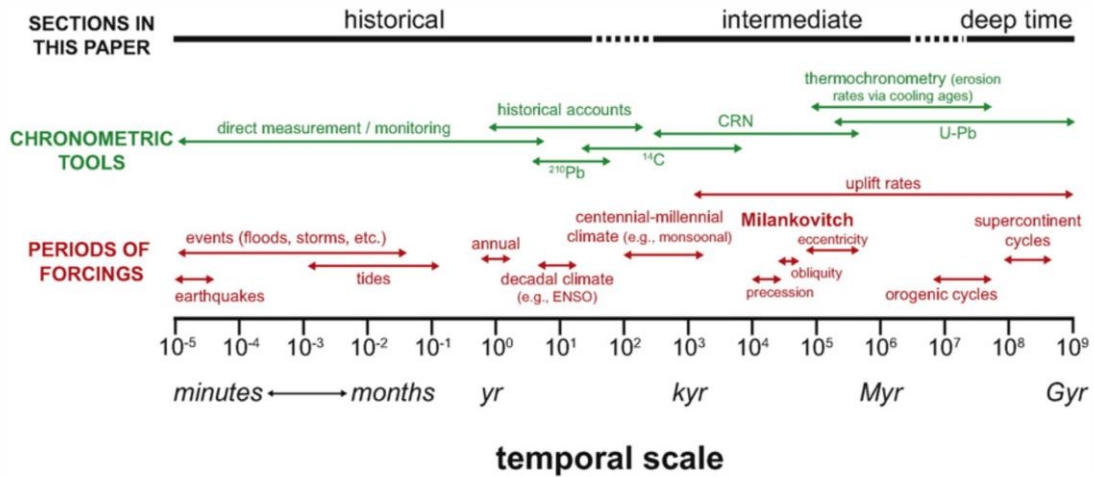 SECTIONS IN
THIS PAPER
historical
intermediate
deep time
CHRONOMETRIC
TOOLS
direct measurement / monitoring
historical accounts
²¹⁰Pb
¹⁴C
CRN
thermochronometry (erosion
rates via cooling ages)
U-Pb
PERIODS OF
FORCINGS
events (floods, storms, etc.)
earthquakes
tides
annual
decadal climate
(e.g., ENSO)
centennial-millennial
climate (e.g., monsoonal)
uplift rates
Milankovitch
eccentricity
obliquity
precession
orogenic cycles
supercontinent
cycles
10⁻⁵ 10⁻⁴ 10⁻³ 10⁻² 10⁻¹ 10⁰ 10¹ 10² 10³ 10⁴ 10⁵ 10⁶ 10⁷ 10⁸ 10⁹
minutes months yr kyr Myr Gyr
temporal scale